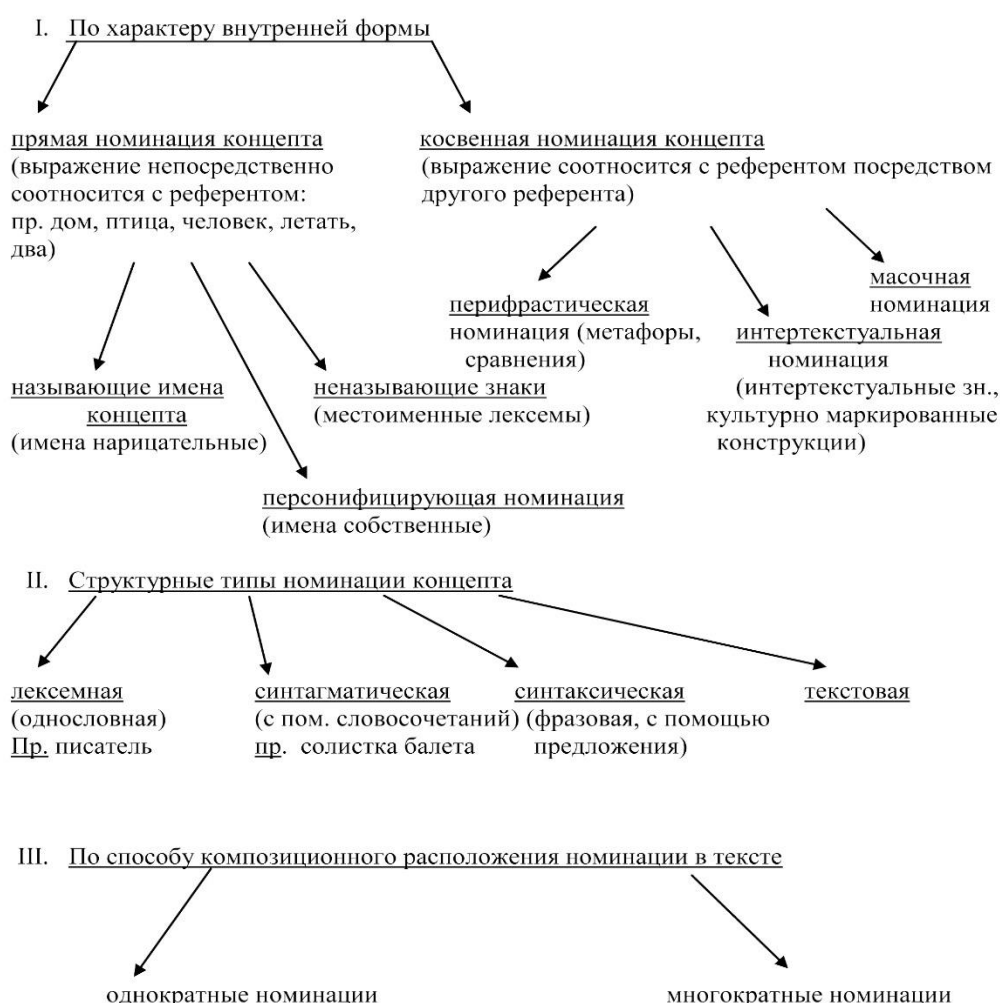 I. По характеру внутренней формы
прямая номинация концепта
(выражение непосредственно
соотносится с референтом:
пр. дом, птица, человек, летать,
два)
косвенная номинация концепта
(выражение соотносится с референтом посредством
другого референта)
называющие имена
концепта
(имена нарицательные)
неназывающие знаки
(местоименные лексемы)
персонифицирующая номинация
(имена собственные)
перифрастическая
номинация (метафоры,
сравнения)
интертекстуальная
номинация
(интертекстуальные зн.,
культурно маркированные
конструкции)
масочная
номинация
II. Структурные типы номинации концепта
лексемная
(однословная)
Пр. писатель
синтагматическая
(с пом. словосочетаний)
пр. солистка балета
синтаксическая
(фразовая, с помощью
предложения)
текстовая
III. По способу композиционного расположения номинации в тексте
однократные номинации
многократные номинации